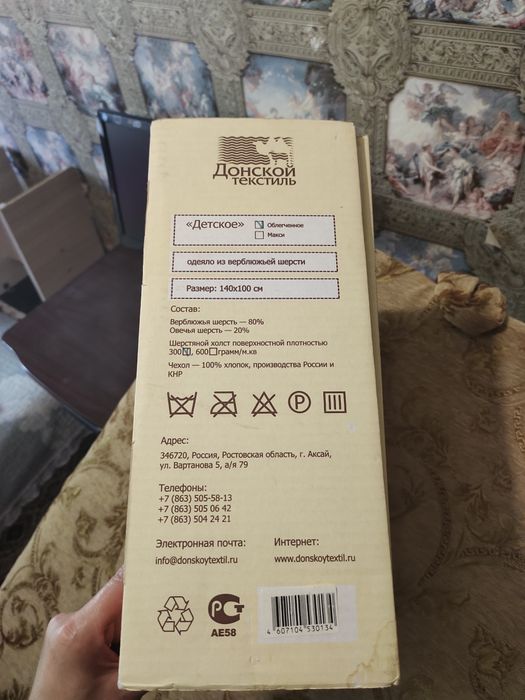 Донской
текстиль
«Детское» Облегченное
Макси
одеяло из верблюжьей шерсти
Размер: 140х100 см
Состав:
Верблюжья шерсть — 80%
Овечья шерсть — 20%
Шерстяной холст поверхностной плотностью
300, 600 грамм/м.кв
Чехол — 100% хлопок, производства России и
КНР
P
Адрес:
346720, Россия, Ростовская область, г. Аксай,
ул. Вартанова 5, а/я 79
Телефоны:
+7 (863) 505-58-13
+7 (863) 505 06 42
+7 (863) 504 24 21
Электронная почта: Интернет:
info@donskoytextil.ru www.donskoytextil.ru
РСТ
АЕ58
4 607104 530134